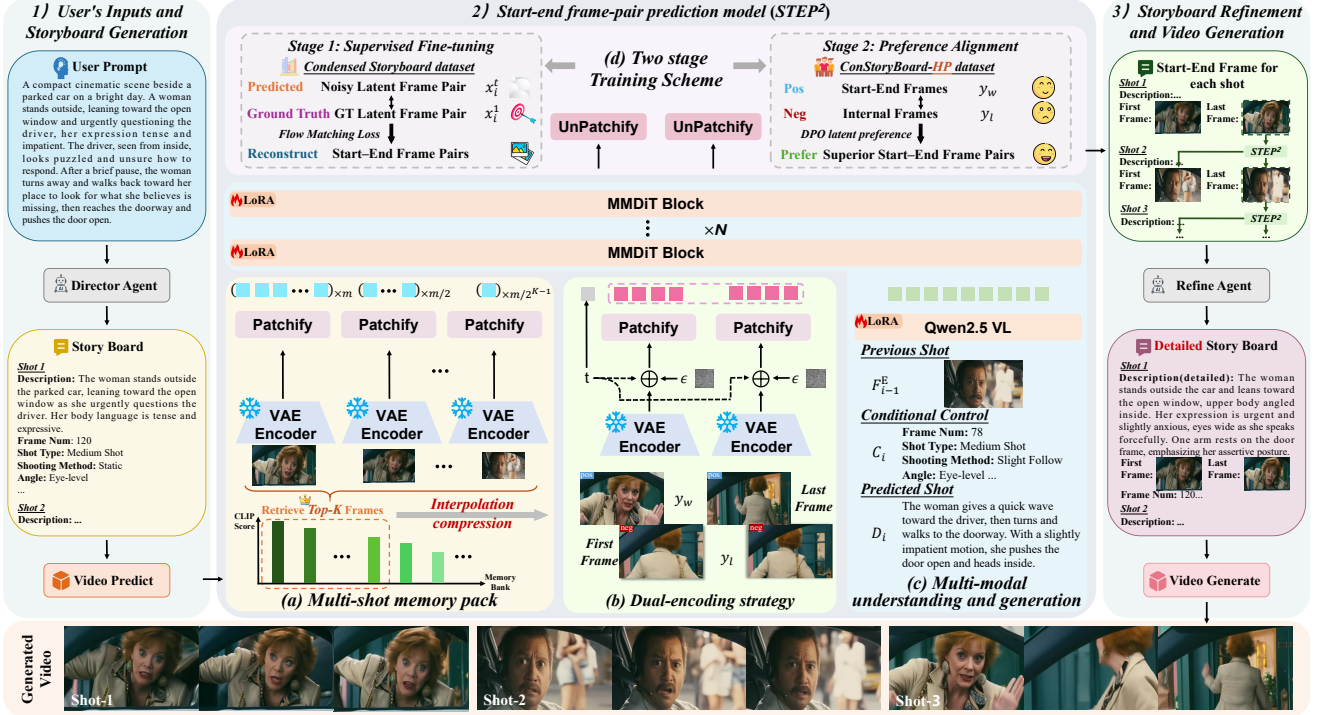 1）User's Inputs and
Storyboard Generation
User Prompt
A compact cinematic scene beside a
parked car on a bright day. A woman
stands outside, leaning toward the open
window and urgently questioning the
driver, her expression tense and
impatient. The driver, seen from inside,
looks puzzled and unsure how to
respond. After a brief pause, the woman
turns away and walks back toward her
place to look for what she believes is
missing, then reaches the doorway and
pushes the door open.
Director Agent
Story Board
Shot 1
Description: The woman stands outside
the parked car, leaning toward the open
window as she urgently questions the
driver. Her body language is tense and
expressive.
Frame Num: 120
Shot Type: Medium Shot
Shooting Method: Static
Angle: Eye-level
...
Shot 2
Description: ...
Video Predict
2）Start-end frame-pair prediction model (STEP²)
Stage 1: Supervised Fine-tuning
Condensed Storyboard dataset
Predicted Noisy Latent Frame Pair x_i^t
Ground Truth GT Latent Frame Pair x_i^1
Flow Matching Loss
Reconstruct Start–End Frame Pairs
(d) Two stage
Training Scheme
UnPatchify UnPatchify
Stage 2: Preference Alignment
ConStoryBoard-HP dataset
Pos Start-End Frames y_w
Neg Internal Frames y_l
DPO latent preference
Prefer Superior Start–End Frame Pairs
LoRA MMDiT Block
⋮ ×N
LoRA MMDiT Block
( ••• )×m ( ••• )×m/2 ( )×m/2^{K-1}
Patchify Patchify Patchify
•••
VAE Encoder VAE Encoder VAE Encoder
•••
Retrieve Top-K Frames
Interpolation
compression
CLIP
Score
••• •••
Memory
Bank
(a) Multi-shot memory pack
Patchify Patchify
t ϵ ϵ
VAE Encoder VAE Encoder
pos y_w pos Last
Frame
First
Frame neg y_l neg
(b) Dual-encoding strategy
LoRA Qwen2.5 VL
Previous Shot
F_{i-1}^E
Conditional Control
C_i
Frame Num: 78
Shot Type: Medium Shot
Shooting Method: Slight Follow
Angle: Eye-level ...
Predicted Shot
D_i
The woman gives a quick wave
toward the driver, then turns and
walks to the doorway. With a slightly
impatient motion, she pushes the
door open and heads inside.
(c) Multi-modal
understanding and generation
3）Storyboard Refinement
and Video Generation
Start-End Frame for
each shot
Shot 1
Description:...
First
Frame:
Last
Frame:
STEP²
Shot 2
Description:...
First
Frame:
Last
Frame:
Shot 3
Description: ...
STEP²
... ...
Refine Agent
Detailed Story Board
Shot 1
Description(detailed): The woman
stands outside the car and leans toward
the open window, upper body angled
inside. Her expression is urgent and
slightly anxious, eyes wide as she speaks
forcefully. One arm rests on the door
frame, emphasizing her assertive posture.
First
Frame:
Last
Frame:
Frame Num: 120...
Shot 2
Description: ...
Video Generate
Generated
Video
Shot-1
Shot-2
Shot-3